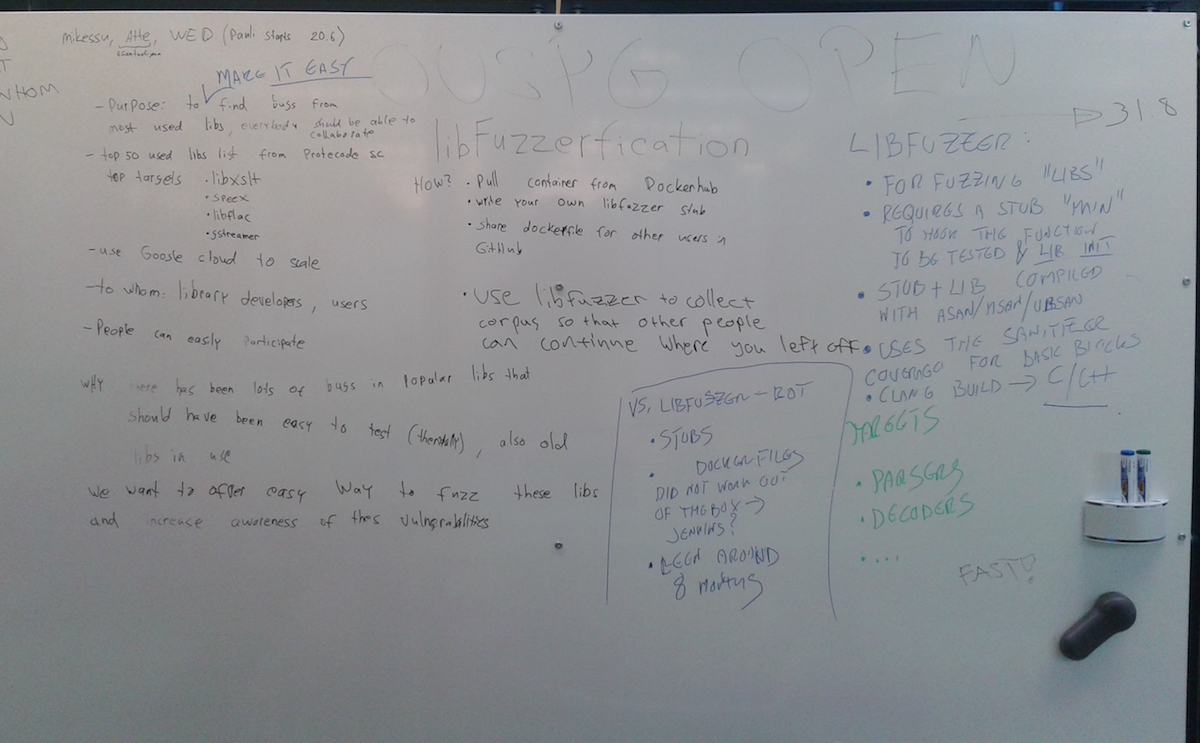 WHOM
mikessu, Atte, WED (Pauli starts 20.6)
OUSPG OPEN
MAKE IT EASY
- Purpose: to find bugs from
most used libs, everybody should be able to
collaborate
- top 50 used libs list from Protecode sc
top targets · libxslt
· speex
· libflac
· gstreamer
- use Google cloud to scale
- to whom: library developers, users
- People can easily participate
WHY there has been lots of bugs in popular libs that
should have been easy to test , also old
libs in use
we want to offer easy way to fuzz these libs
and increase awareness of the vulnerabilities
libFuzzerfication
How? · Pull container from Dockerhub
· write your own libfuzzer stub
· share dockerfile for other users in
GitHub
· use libfuzzer to collect
corpus so that other people
can continue where you left off
VS, LIBFUZZER-BOT
· STUBS
· DOCKERFILES
DID NOT WORK OUT
OF THE BOX →
JENKINS?
· BEEN AROUND
8 MONTHS
→ 31.8
LIBFUZZER:
· FOR FUZZING "LIBS"
· REQUIRES A STUB "MAIN"
TO HOOK THE FUNCTION
TO BE TESTED & LIB INIT
· STUB + LIB COMPILED
WITH ASAN/MSAN/UBSAN
· USES THE SANITIZER
COVERAGE FOR BASIC BLOCKS
· CLANG BUILD → C/C++
TARGETS
· PARSERS
· DECODERS
· ....
FAST!